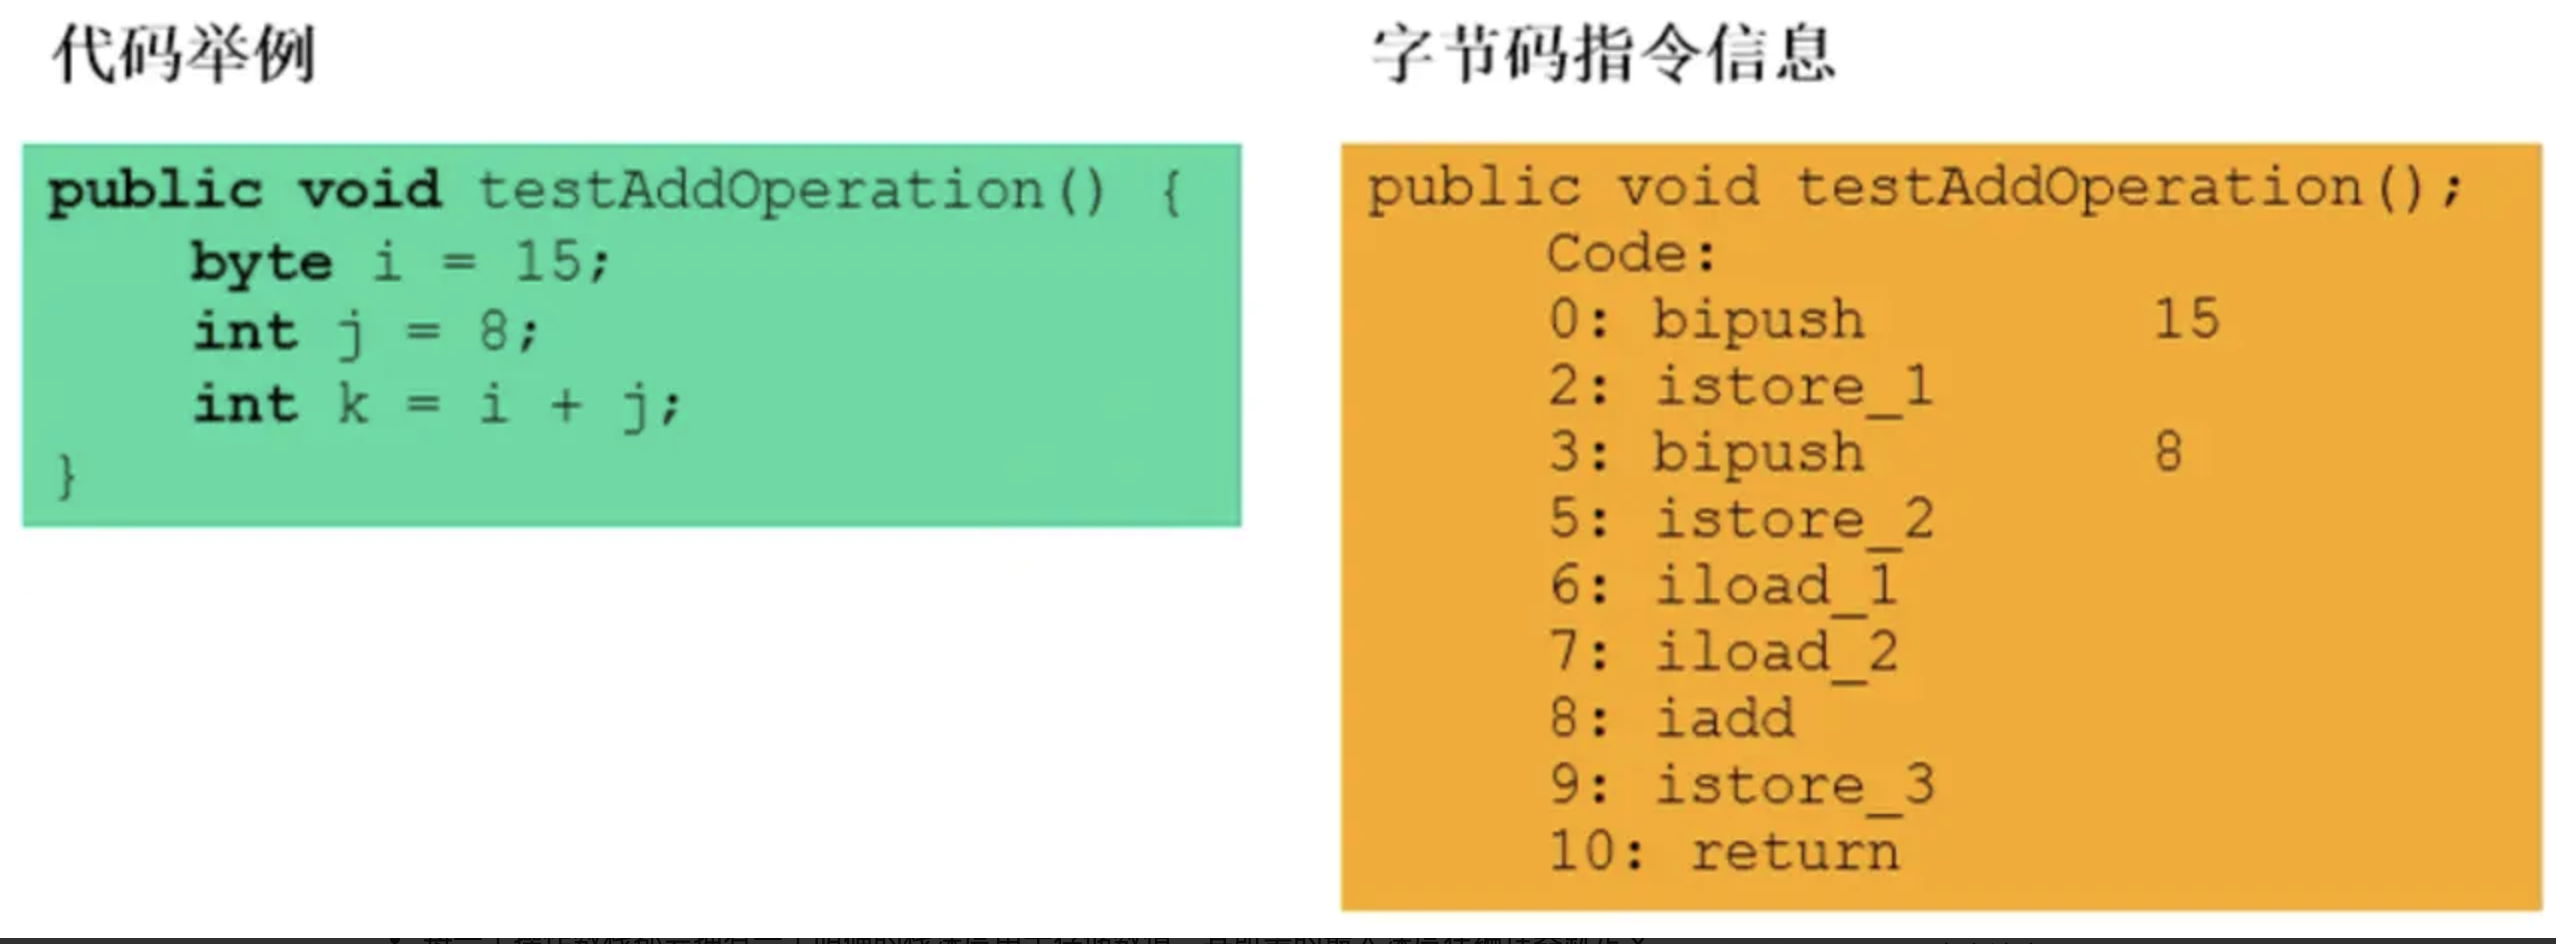 代码举例
public void testAddOperation() {
byte i = 15;
int j = 8;
int k = i + j;
}
字节码指令信息
public void testAddOperation();
Code:
0: bipush 15
2: istore_1
3: bipush 8
5: istore_2
6: iload_1
7: iload_2
8: iadd
9: istore_3
10: return